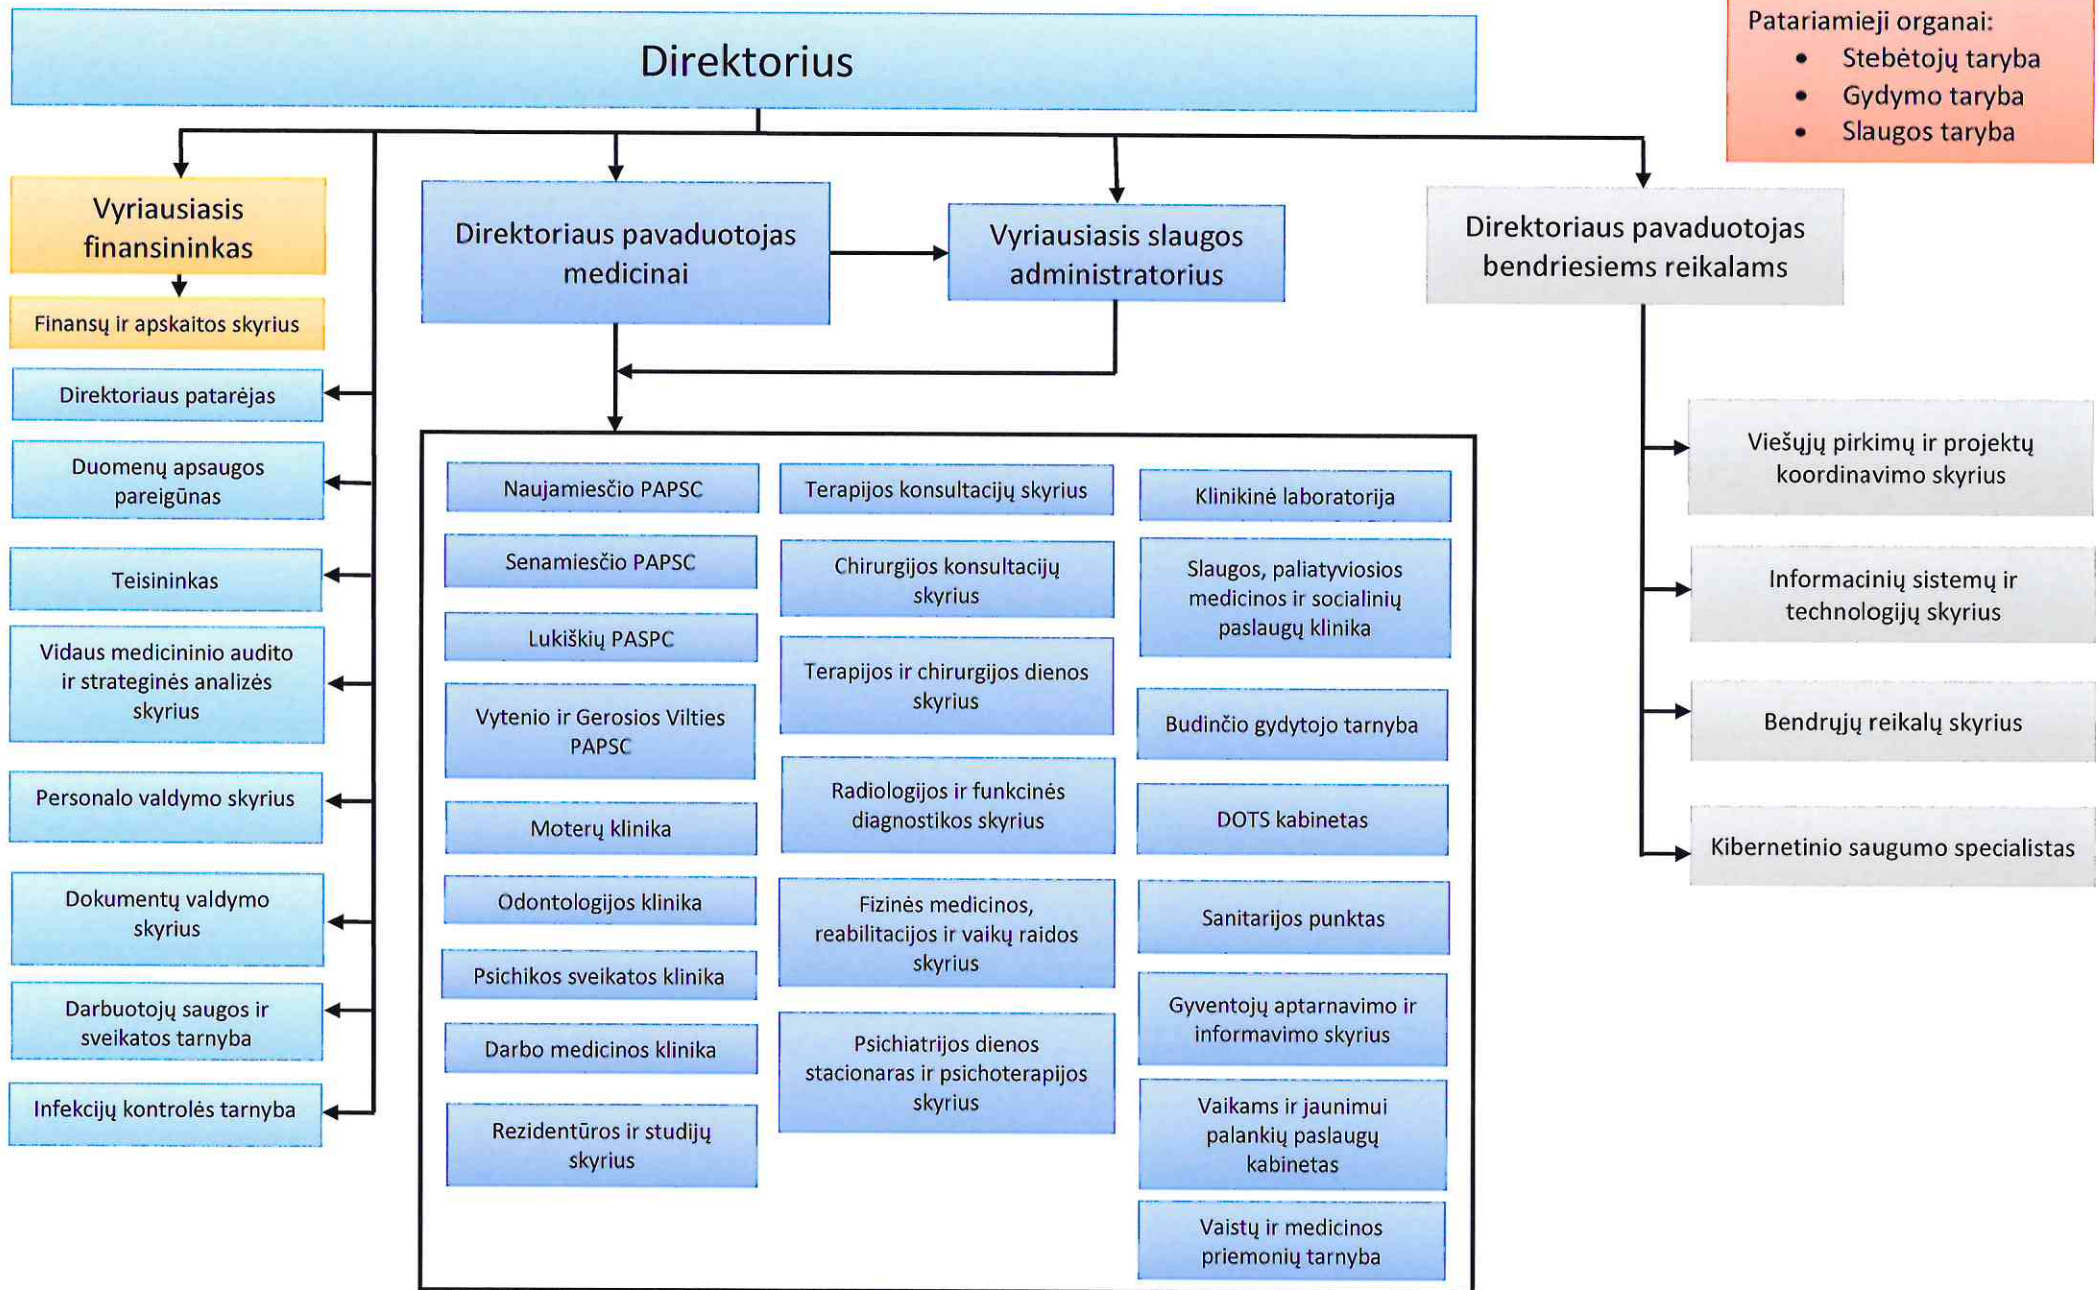 Direktorius
Patariamieji organai:
• Stebėtojų taryba
• Gydymo taryba
• Slaugos taryba
Vyriausiasis
finansininkas
Finansų ir apskaitos skyrius
Direktoriaus pavaduotojas
medicinai
Vyriausiasis slaugos
administratorius
Direktoriaus pavaduotojas
bendriesiems reikalams
Direktoriaus patarėjas
Duomenų apsaugos
pareigūnas
Teisininkas
Vidaus medicininio audito
ir strateginės analizės
skyrius
Personalo valdymo skyrius
Dokumentų valdymo
skyrius
Darbuotojų saugos ir
sveikatos tarnyba
Infekcijų kontrolės tarnyba
Naujamiesčio PAPSC
Senamiesčio PAPSC
Lukiškių PASPC
Vytenio ir Gerosios Vilties
PAPSC
Moterų klinika
Odontologijos klinika
Psichikos sveikatos klinika
Darbo medicinos klinika
Rezidentūros ir studijų
skyrius
Terapijos konsultacijų skyrius
Chirurgijos konsultacijų
skyrius
Terapijos ir chirurgijos dienos
skyrius
Radiologijos ir funkcinės
diagnostikos skyrius
Fizinės medicinos,
reabilitacijos ir vaikų raidos
skyrius
Psichiatrijos dienos
stacionaras ir psichoterapijos
skyrius
Klinikinė laboratorija
Slaugos, paliatyviosios
medicinos ir socialinių
paslaugų klinika
Budinčio gydytojo tarnyba
DOTS kabinetas
Sanitarijos punktas
Gyventojų aptarnavimo ir
informavimo skyrius
Vaikams ir jaunimui
palankių paslaugų
kabinetas
Vaistų ir medicinos
priemonių tarnyba
Viešųjų pirkimų ir projektų
koordinavimo skyrius
Informacinių sistemų ir
technologijų skyrius
Bendrųjų reikalų skyrius
Kibernetinio saugumo specialistas